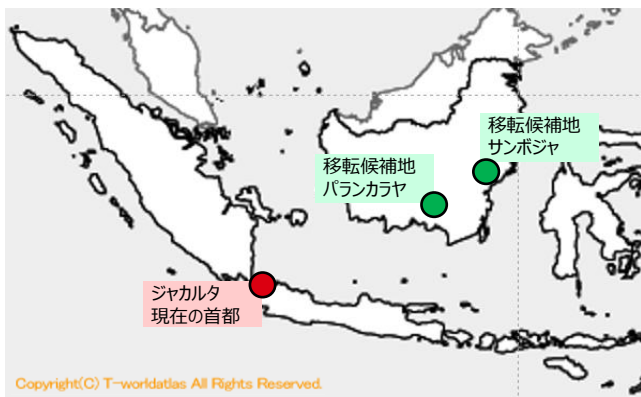 移転候補地
サンボジャ
移転候補地
パランカラヤ
ジャカルタ
現在の首都
Copyright(C) T-worldatlas All Rights Reserved.